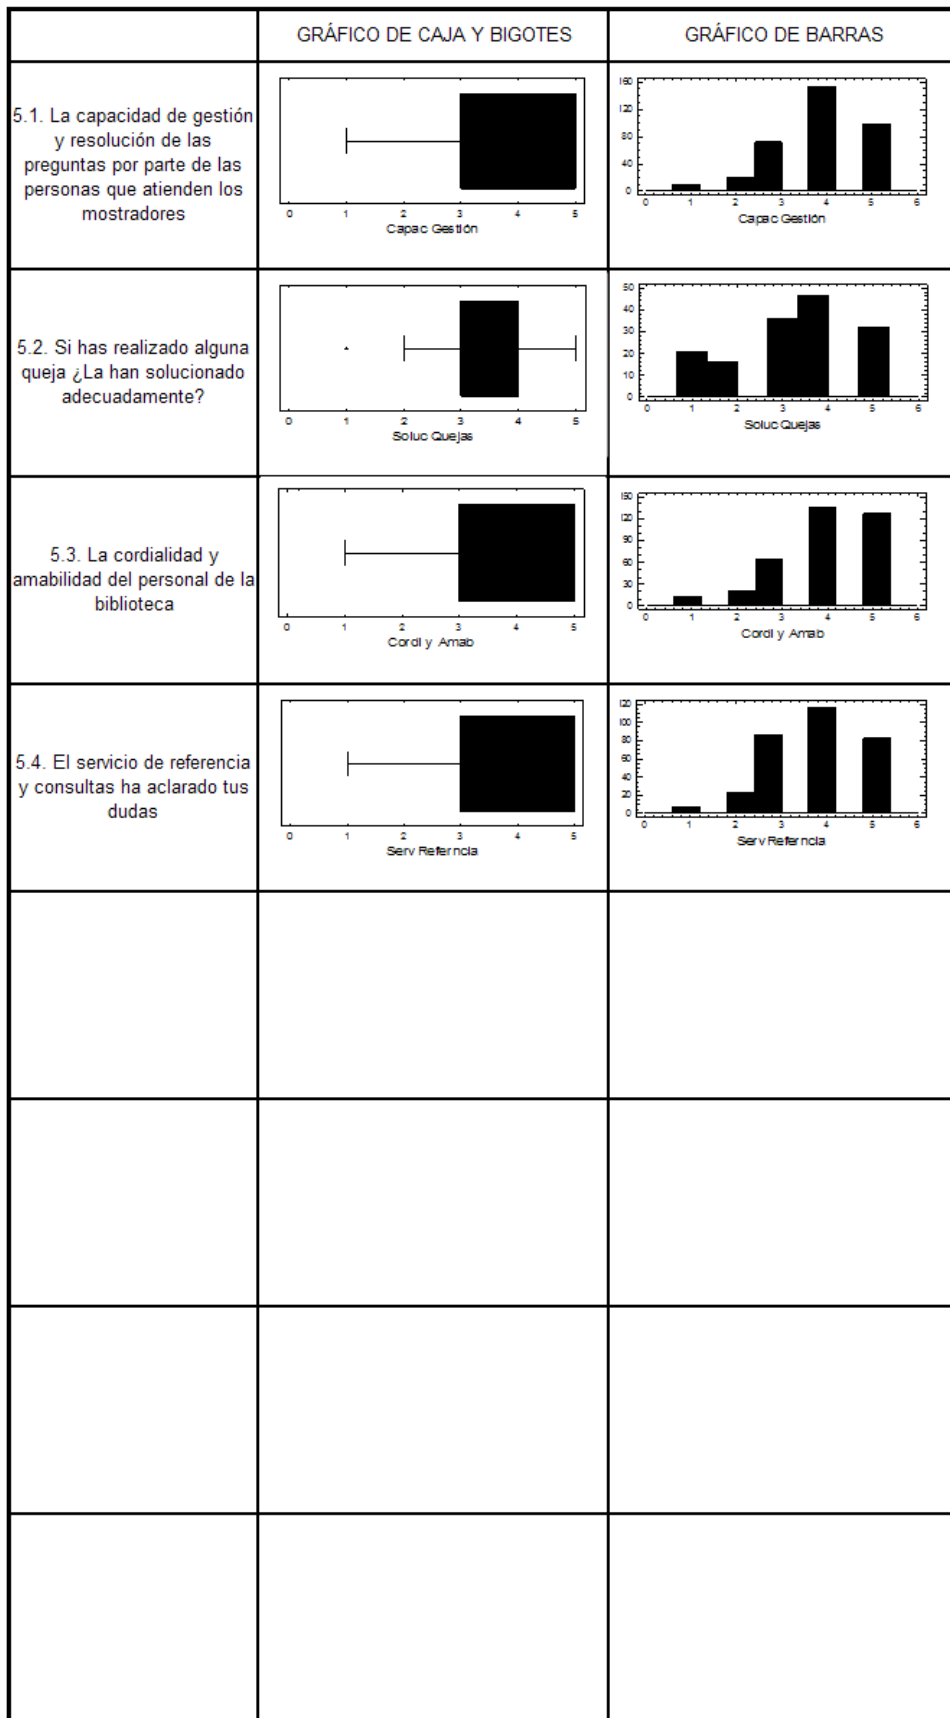 GRÁFICO DE CAJA Y BIGOTES
GRÁFICO DE BARRAS
5.1. La capacidad de gestión
y resolución de las
preguntas por parte de las
personas que atienden los
mostradores
0 1 2 3 4 5
Capac Gestión
160
120
80
40
0
0 1 2 3 4 5 6
Capac Gestión
5.2. Si has realizado alguna
queja ¿La han solucionado
adecuadamente?
0 1 2 3 4 5
Soluc Quejas
50
40
30
20
10
0
0 1 2 3 4 5 6
Soluc Quejas
5.3. La cordialidad y
amabilidad del personal de la
biblioteca
0 1 2 3 4 5
Cordi y Amab
150
120
90
60
30
0
0 1 2 3 4 5 6
Cordi y Amab
5.4. El servicio de referencia
y consultas ha aclarado tus
dudas
0 1 2 3 4 5
Serv Referncia
120
100
80
60
40
20
0
0 1 2 3 4 5 6
Serv Referncia